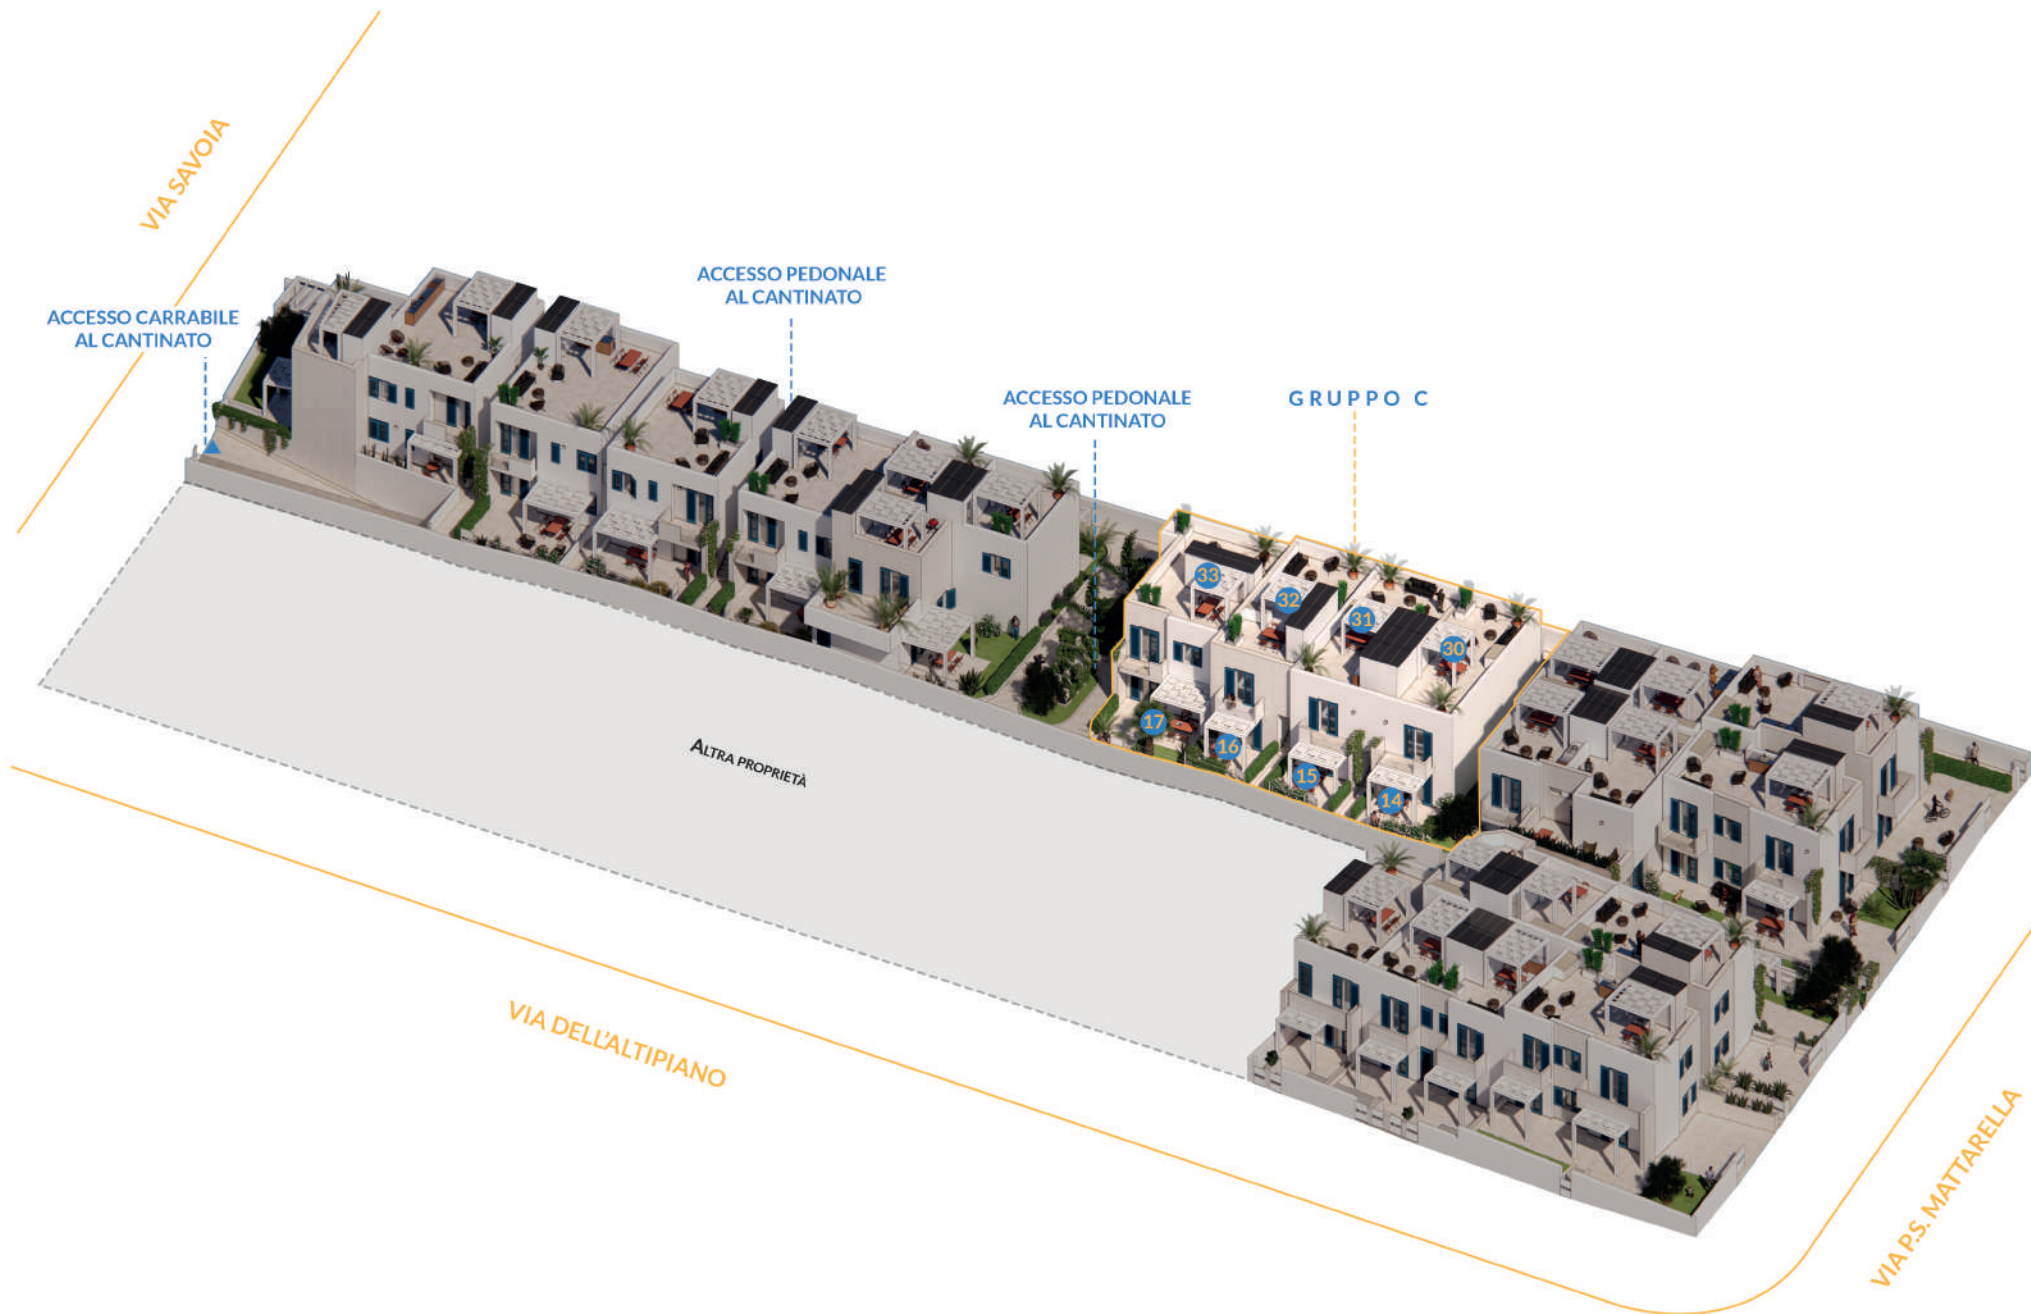 VIA SAVOIA
ACCESSO CARRABILE
AL CANTINATO
ACCESSO PEDONALE
AL CANTINATO
ACCESSO PEDONALE
AL CANTINATO
GRUPPO C
33
32
31
30
17
16
15
14
ALTRA PROPRIETÀ
VIA DELL'ALTIPIANO
VIA P.S. MATTARELLA